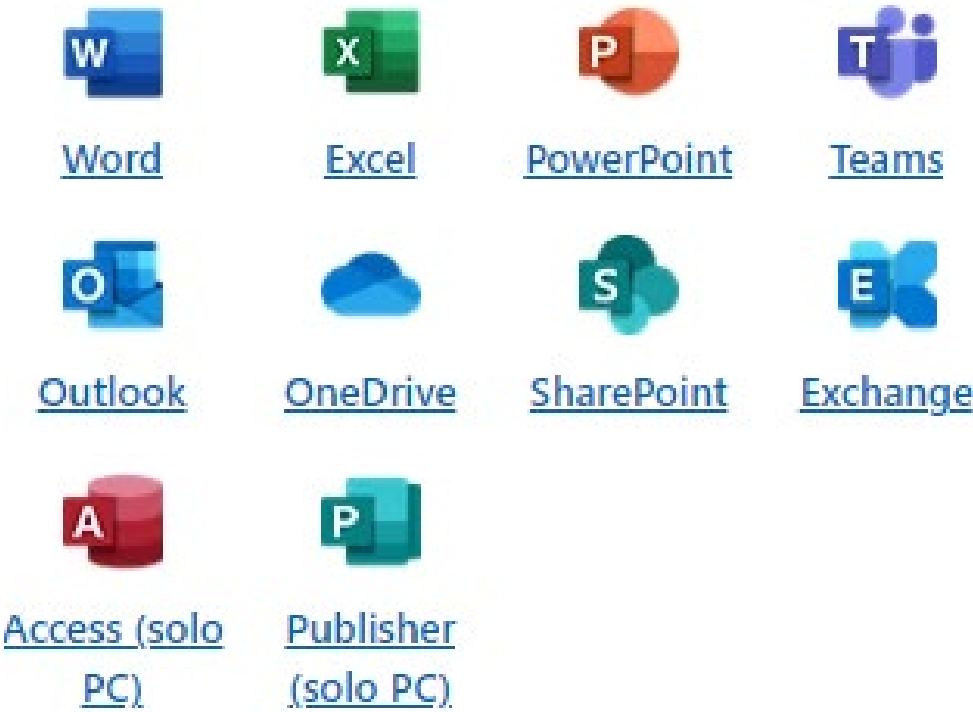 W X P T
Word Excel PowerPoint Teams
O S E
Outlook OneDrive SharePoint Exchange
A P
Access (solo Publisher
PC) (solo PC)